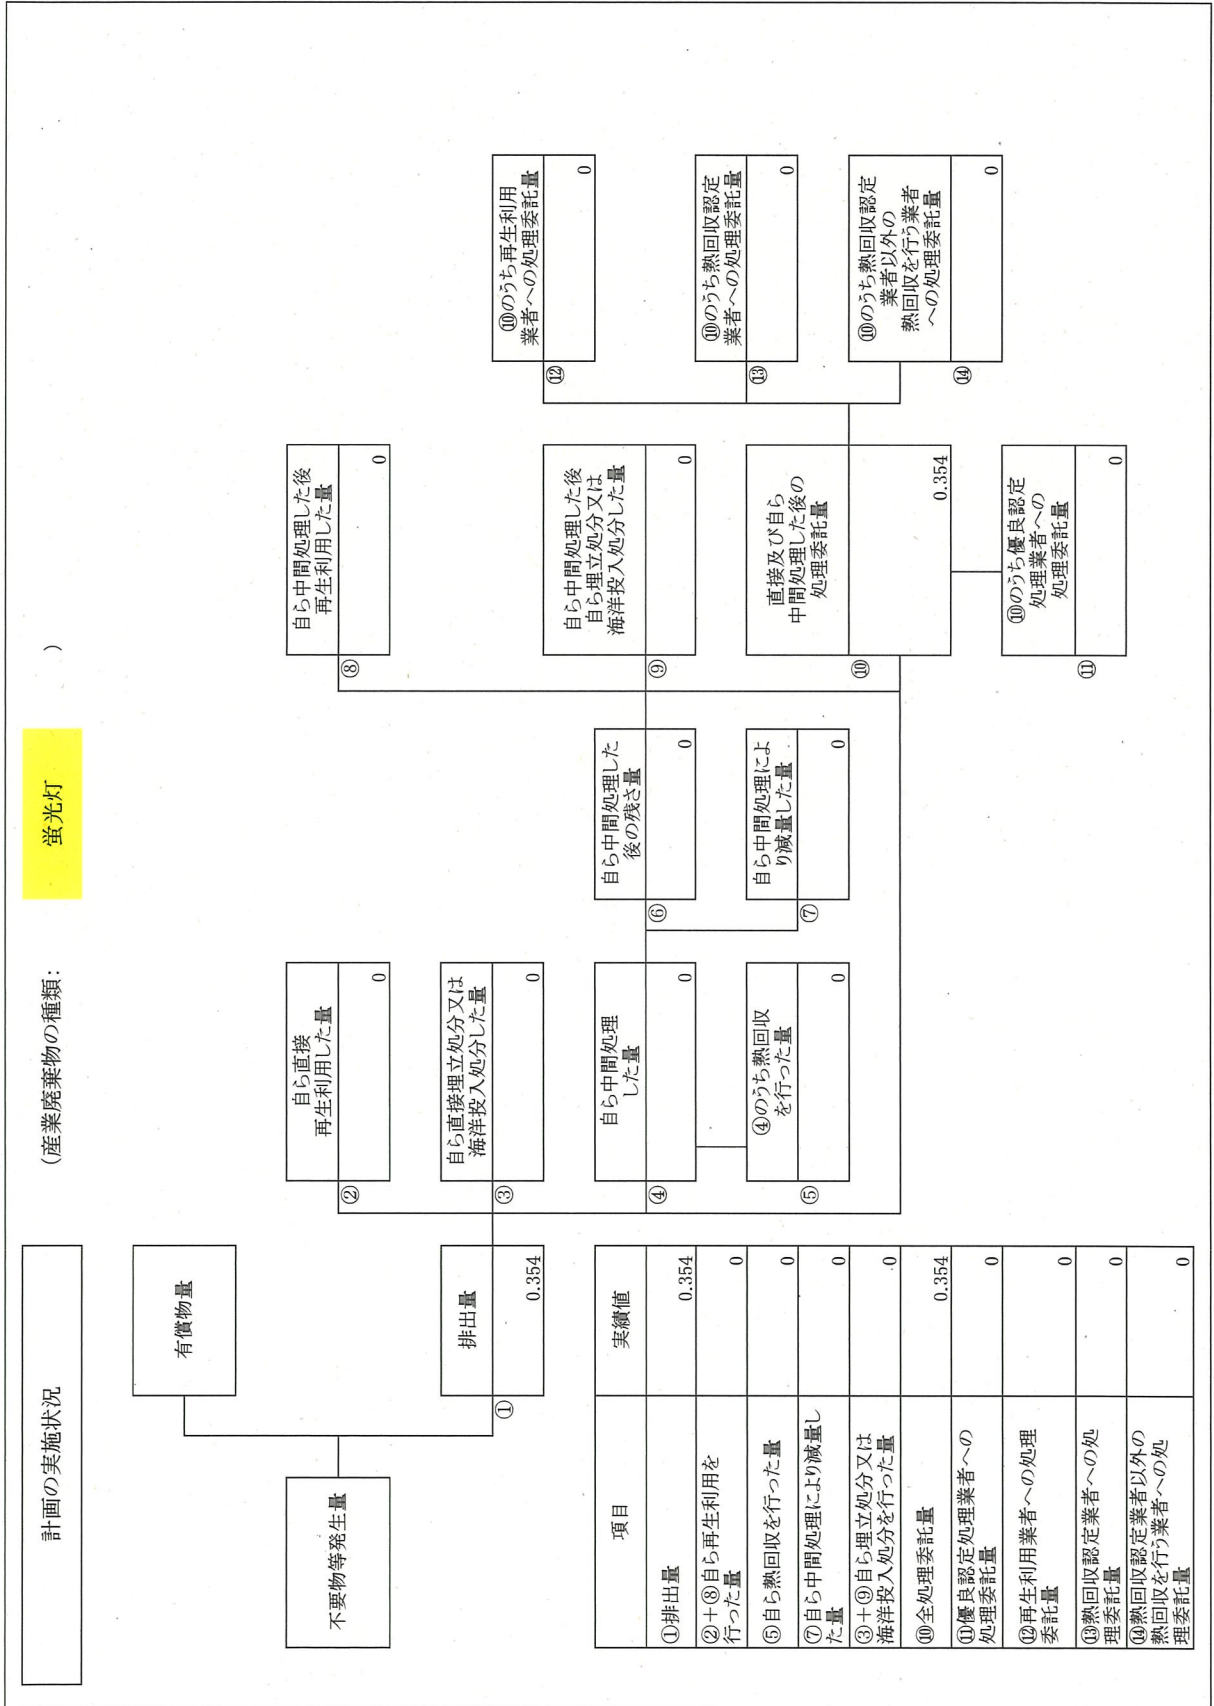 計画の実施状況
(産業廃棄物の種類:
蛍光灯
)
不要物等発生量
有償物量
排出量
①
0.354
自ら直接
再生利用した量
②
0
自ら直接埋立処分又は
海洋投入処分した量
③
0
自ら中間処理
した量
④
0
④のうち熱回収
を行った量
⑤
0
自ら中間処理した
後の残さ量
⑥
0
自ら中間処理によ
り減量した量
⑦
0
自ら中間処理した後
再生利用した量
⑧
0
自ら中間処理した後
自ら埋立処分又は
海洋投入処分した量
⑨
0
直接及び自ら
中間処理した後の
処理委託量
⑩
0.354
⑩のうち優良認定
処理業者への
処理委託量
⑪
0
⑩のうち再生利用
業者への処理委託量
⑫
0
⑩のうち熱回収認定
業者への処理委託量
⑬
0
⑩のうち熱回収認定
業者以外の
熱回収を行う業者
への処理委託量
⑭
0
項目
実績値
①排出量
0.354
②+⑧自ら再生利用を
行った量
0
⑤自ら熱回収を行った量
0
⑦自ら中間処理により減量し
た量
0
③+⑨自ら埋立処分又は
海洋投入処分を行った量
0
⑩全処理委託量
0.354
⑪優良認定処理業者への
処理委託量
0
⑫再生利用業者への処理
委託量
0
⑬熱回収認定業者への処
理委託量
0
⑭熱回収認定業者以外の
熱回収を行う業者への処
理委託量
0